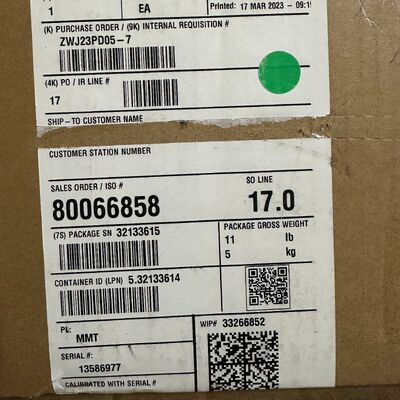 1 EA Printed: 17 MAR 2023 – 09:1
(K) PURCHASE ORDER / (9K) INTERNAL REQUISITION #
ZWJ23PD05-7
(4K) PO / IR LINE #
17
SHIP-TO CUSTOMER NAME
CUSTOMER STATION NUMBER
SALES ORDER / ISO # SO LINE
80066858 17.0
(7S) PACKAGE SN 32133615 PACKAGE GROSS WEIGHT
11 lb
5 kg
CONTAINER ID (LPN) 5.32133614
PL: WIP# 33266852
MMT
SERIAL #:
13586977
CALIBRATED WITH SERIAL #